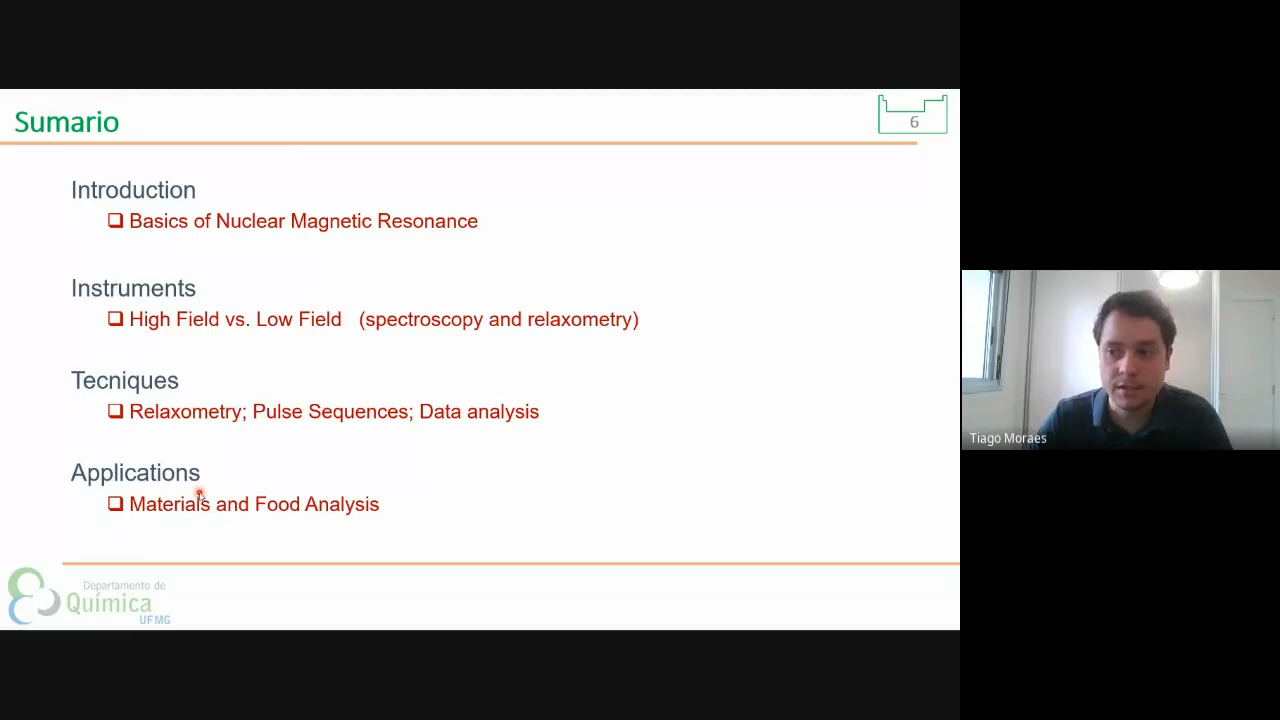 Sumario
6
Introduction
Basics of Nuclear Magnetic Resonance
Instruments
High Field vs. Low Field (spectroscopy and relaxometry)
Tecniques
Relaxometry; Pulse Sequences; Data analysis
Applications
Materials and Food Analysis
Departamento de
Química
UFMG
Tiago Moraes